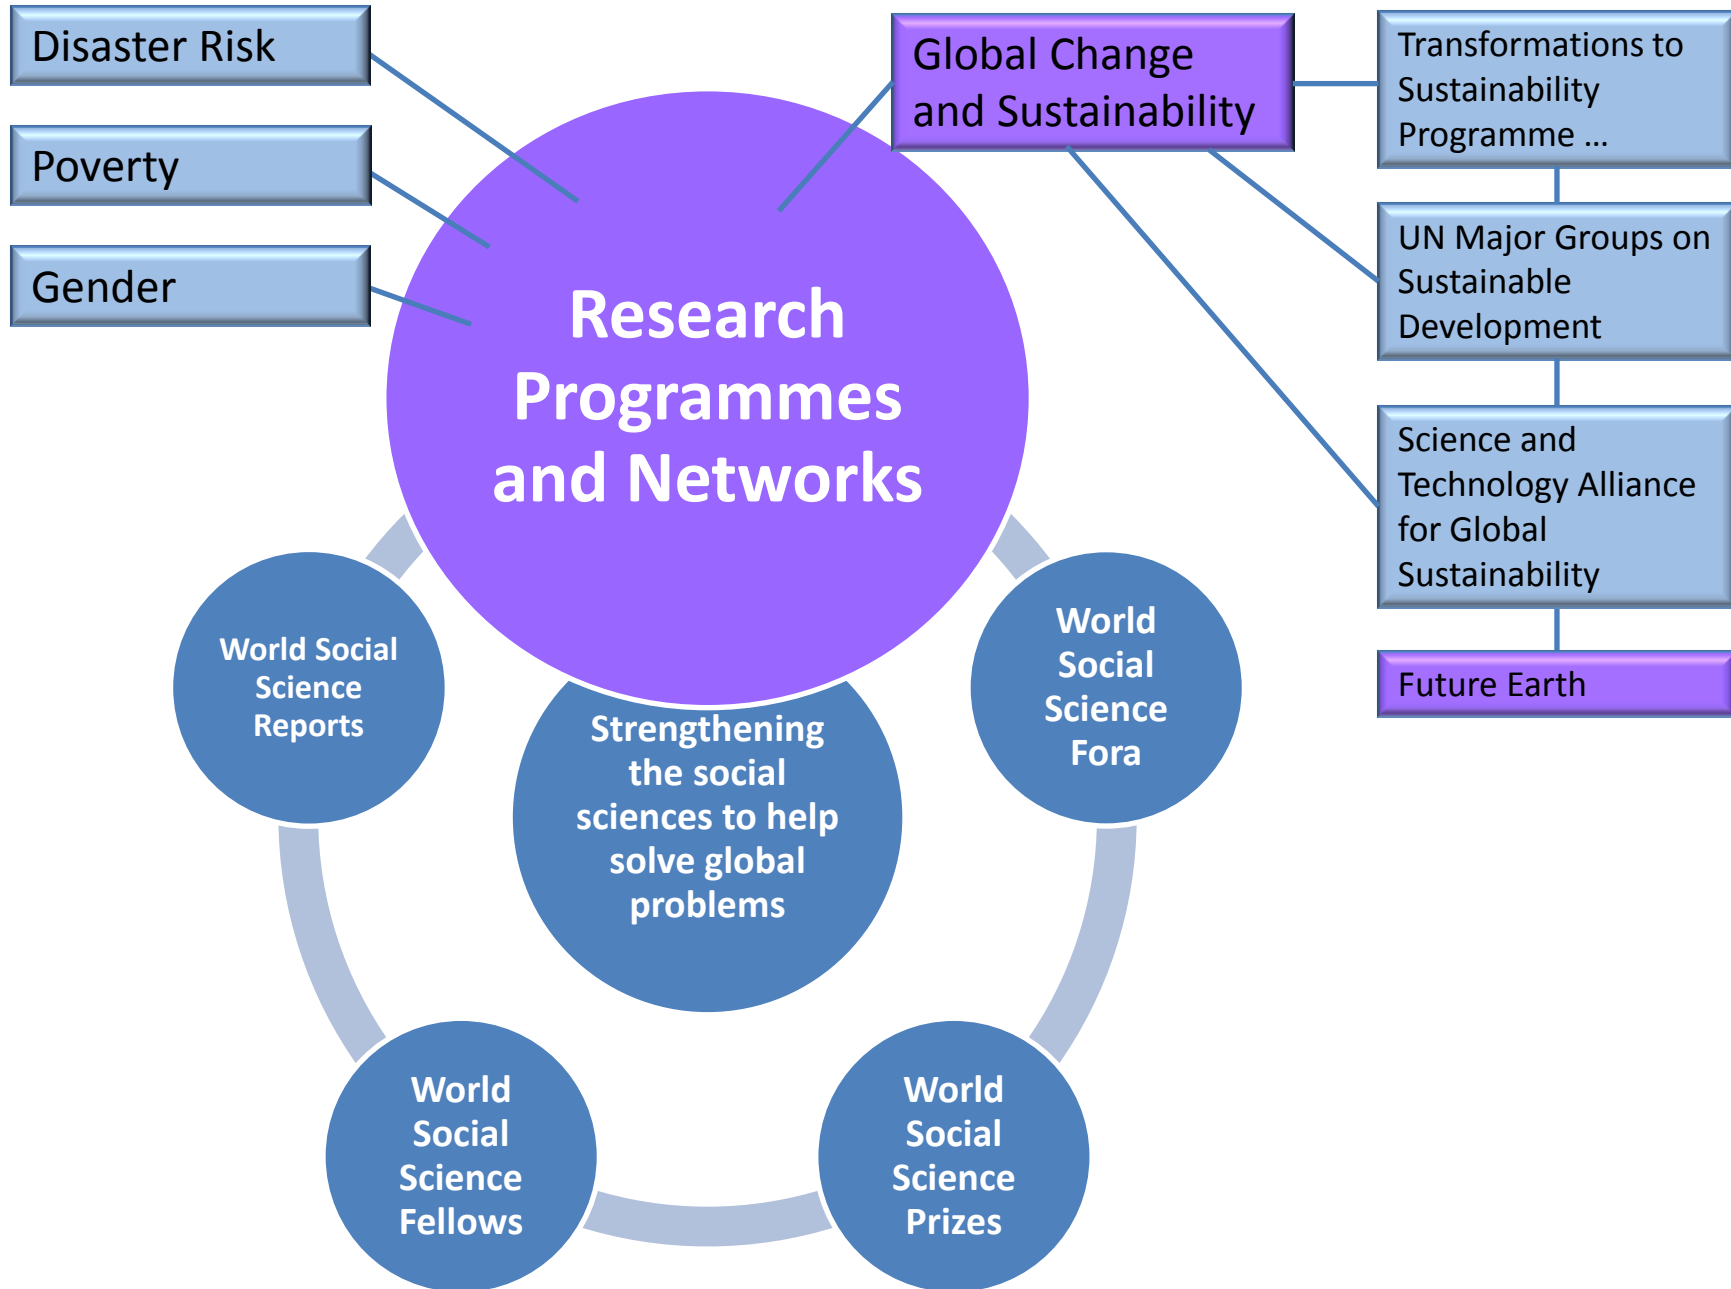 Disaster Risk
Poverty
Gender
Global Change
and Sustainability
Transformations to
Sustainability
Programme ...
UN Major Groups on
Sustainable
Development
Science and
Technology Alliance
for Global
Sustainability
Future Earth
Research
Programmes
and Networks
World Social
Science
Reports
Strengthening
the social
sciences to help
solve global
problems
World
Social
Science
Fora
World
Social
Science
Fellows
World
Social
Science
Prizes